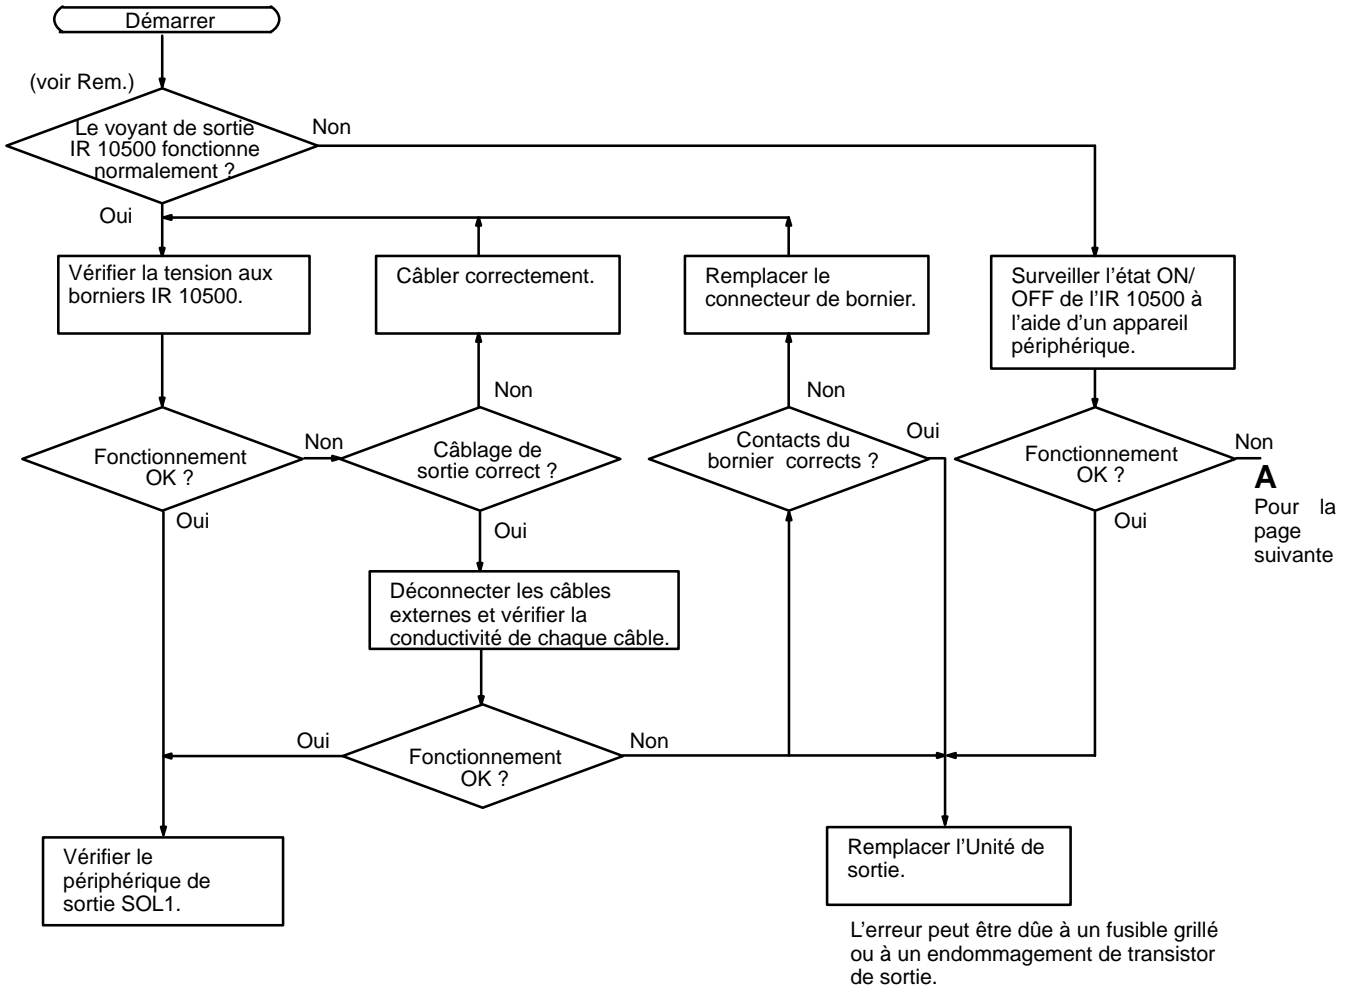 Démarrer
(voir Rem.)
Le voyant de sortie
IR 10500 fonctionne
normalement ?
Non
Oui
Vérifier la tension aux
borniers IR 10500.
Câbler correctement.
Remplacer le
connecteur de bornier.
Surveiller l'état ON/
OFF de l'IR 10500 à
l'aide d'un appareil
périphérique.
Non
Non
Fonctionnement
OK ?
Non
Câblage de
sortie correct ?
Contacts du
bornier corrects ?
Oui
Fonctionnement
OK ?
Non
A
Pour la
page
suivante
Oui
Oui
Oui
Déconnecter les câbles
externes et vérifier la
conductivité de chaque câble.
Oui
Fonctionnement
OK ?
Non
Vérifier le
périphérique de
sortie SOL1.
Remplacer l'Unité de
sortie.
L'erreur peut être dûe à un fusible grillé
ou à un endommagement de transistor
de sortie.